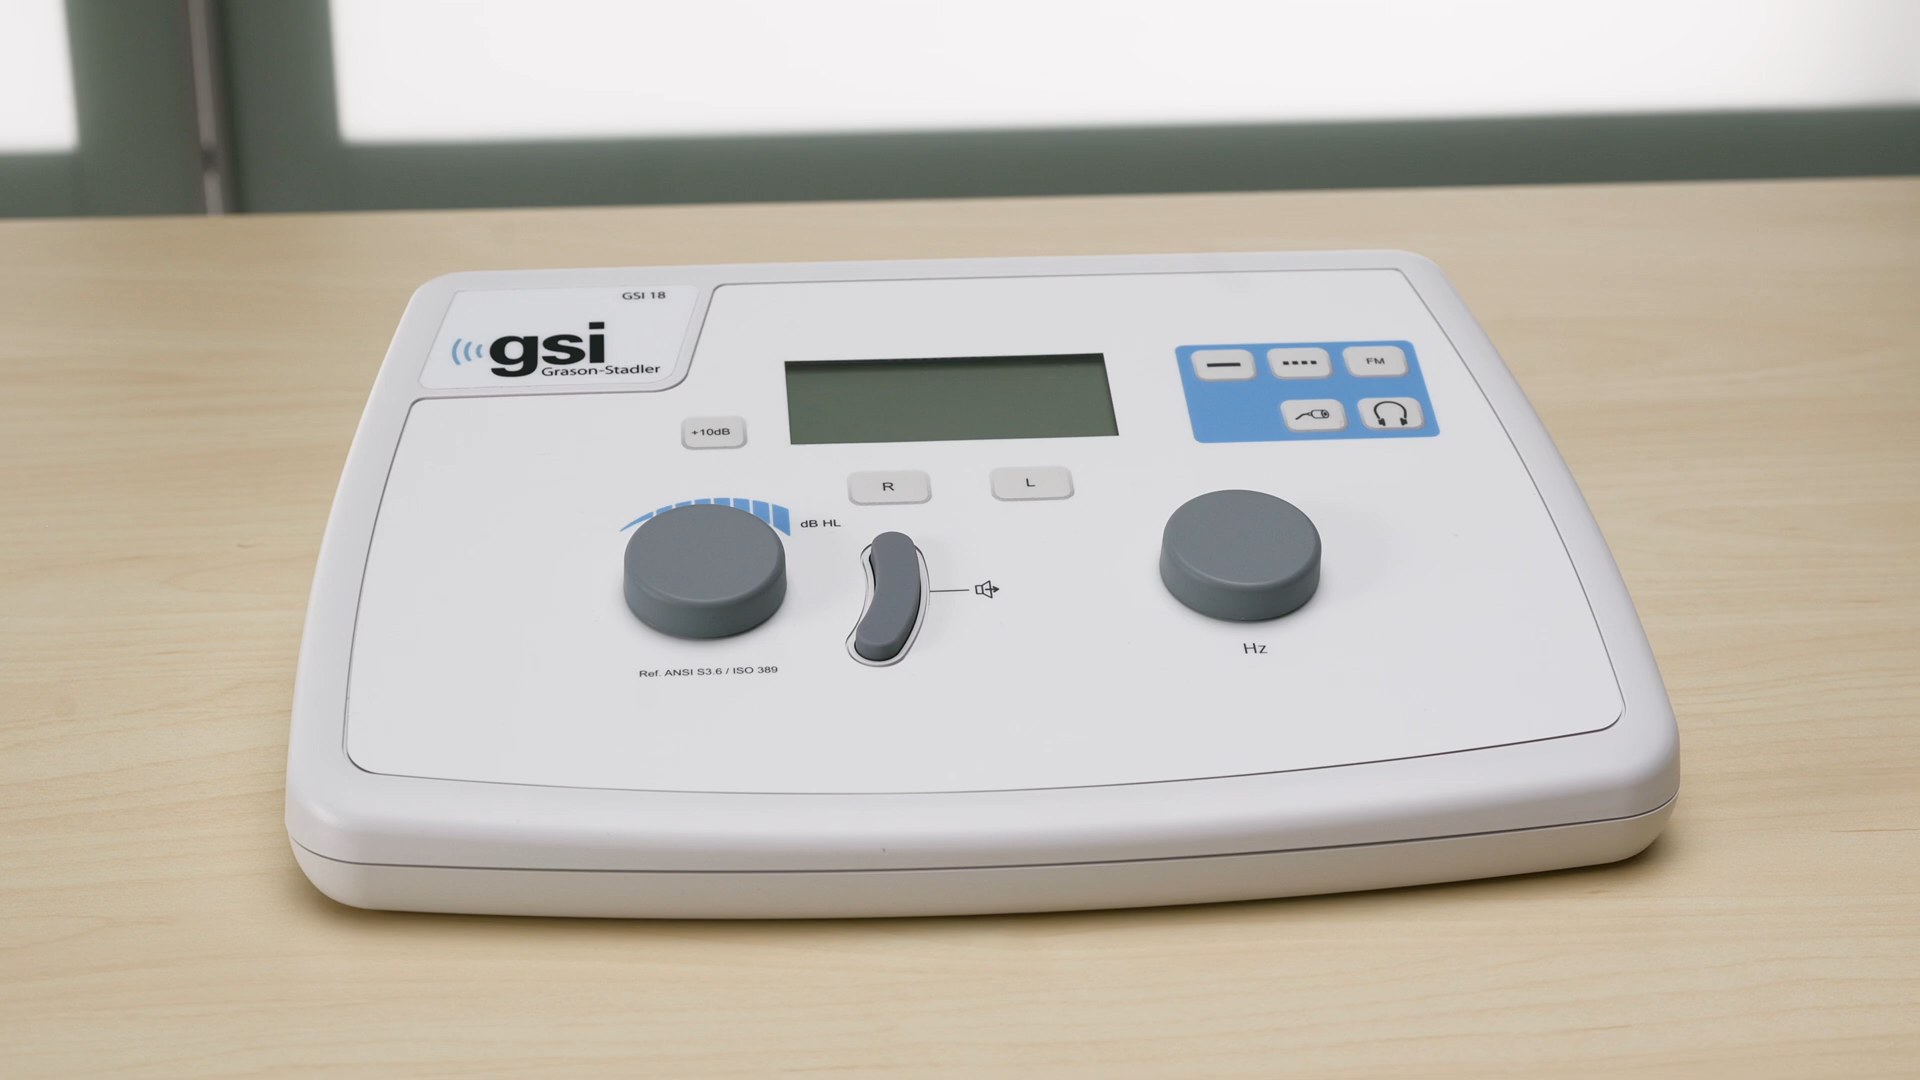 GSI 18
gsi
Grason-Stadler
+10dB
FM
R
L
dB HL
Hz
Ref. ANSI S3.6 / ISO 389